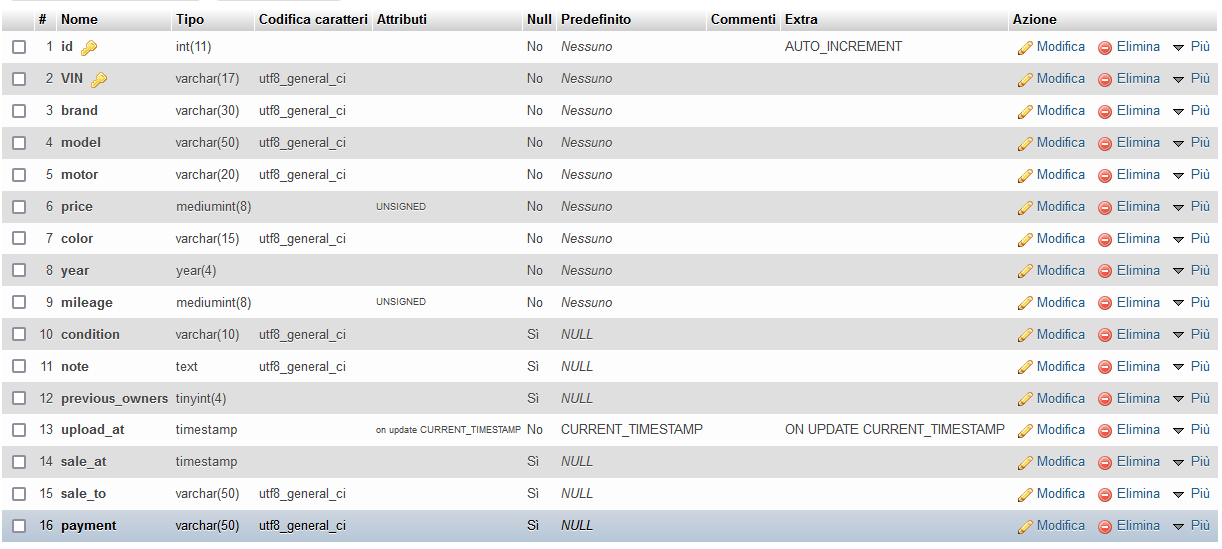 # Nome Tipo Codifica caratteri Attributi Null Predefinito Commenti Extra Azione
1 id int(11) No Nessuno AUTO_INCREMENT Modifica Elimina Più
2 VIN varchar(17) utf8_general_ci No Nessuno Modifica Elimina Più
3 brand varchar(30) utf8_general_ci No Nessuno Modifica Elimina Più
4 model varchar(50) utf8_general_ci No Nessuno Modifica Elimina Più
5 motor varchar(20) utf8_general_ci No Nessuno Modifica Elimina Più
6 price mediumint(8) UNSIGNED No Nessuno Modifica Elimina Più
7 color varchar(15) utf8_general_ci No Nessuno Modifica Elimina Più
8 year year(4) No Nessuno Modifica Elimina Più
9 mileage mediumint(8) UNSIGNED No Nessuno Modifica Elimina Più
10 condition varchar(10) utf8_general_ci Sì NULL Modifica Elimina Più
11 note text utf8_general_ci Sì NULL Modifica Elimina Più
12 previous_owners tinyint(4) Sì NULL Modifica Elimina Più
13 upload_at timestamp on update CURRENT_TIMESTAMP No CURRENT_TIMESTAMP ON UPDATE CURRENT_TIMESTAMP Modifica Elimina Più
14 sale_at timestamp Sì NULL Modifica Elimina Più
15 sale_to varchar(50) utf8_general_ci Sì NULL Modifica Elimina Più
16 payment varchar(50) utf8_general_ci Sì NULL Modifica Elimina Più